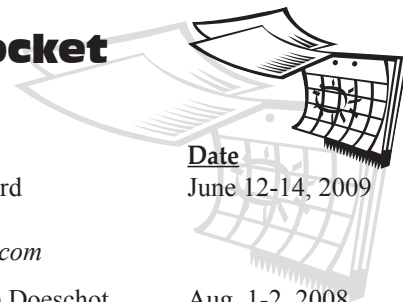 ocket
Date
rd June 12-14, 2009
com
Doeschot Aug. 1-2, 2008